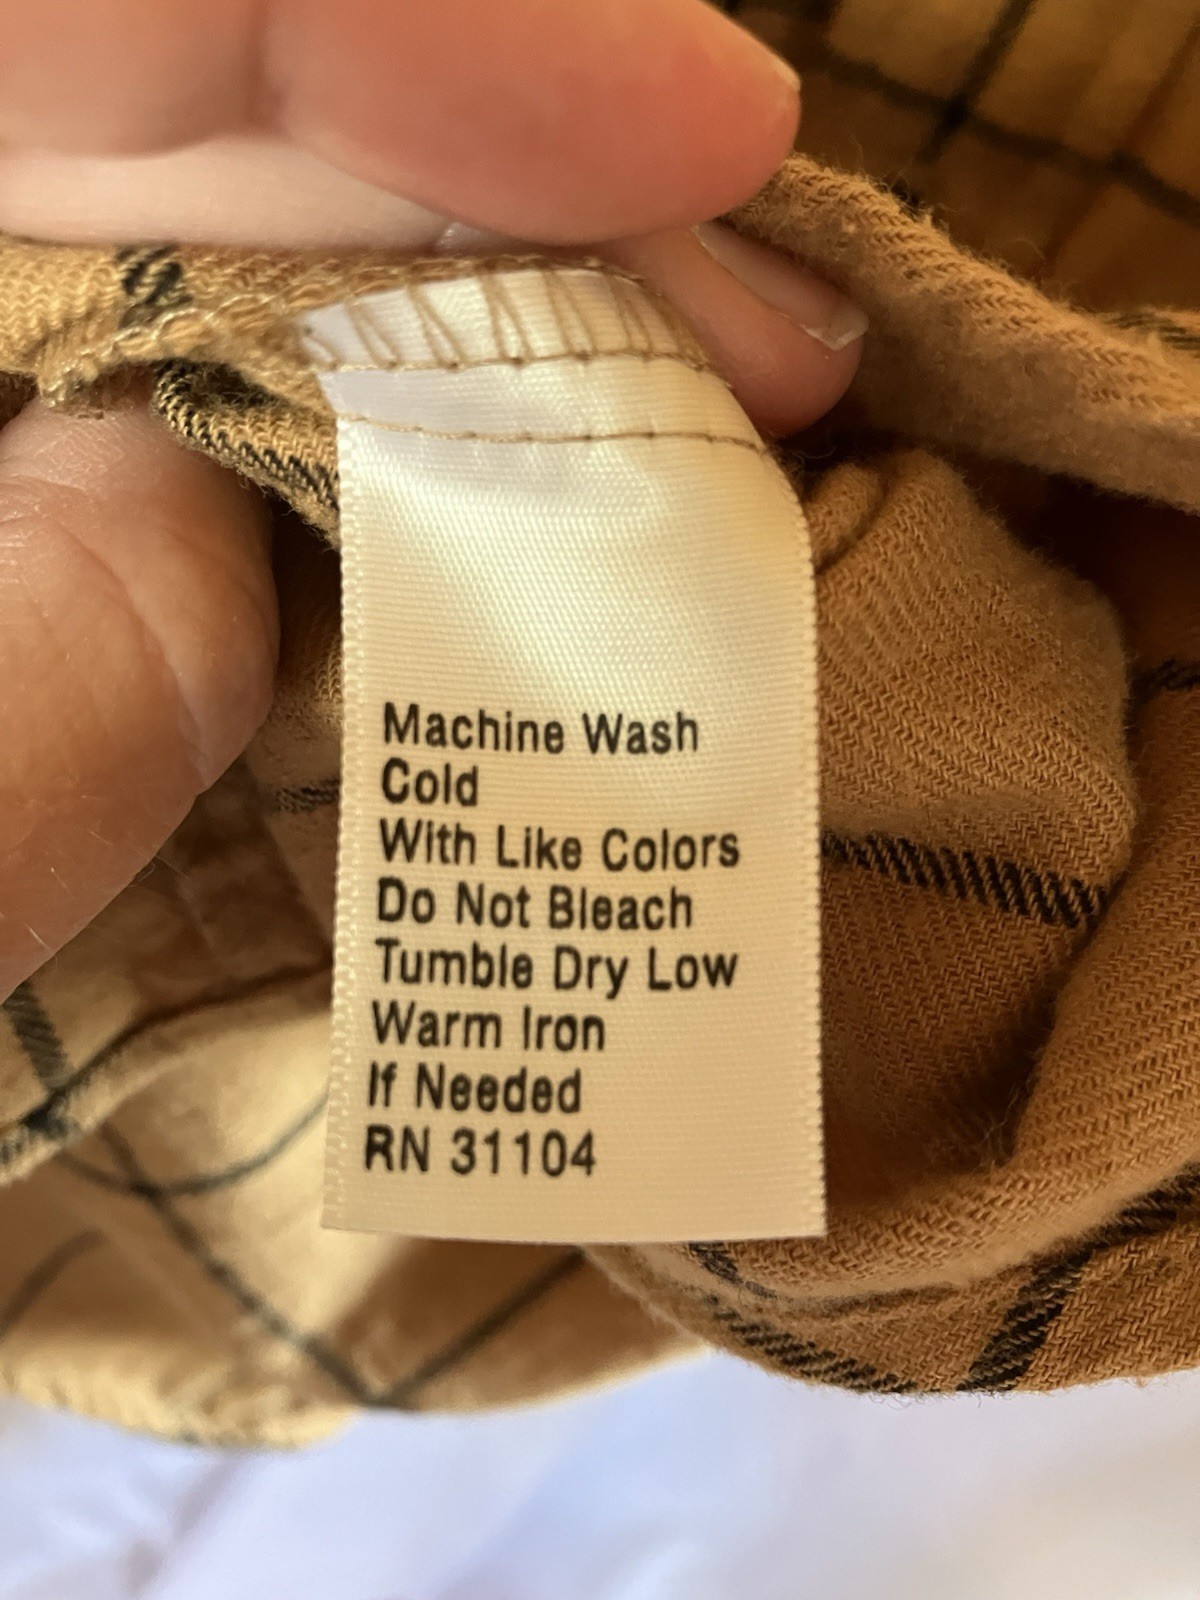 Machine Wash
Cold
With Like Colors
Do Not Bleach
Tumble Dry Low
Warm Iron
If Needed
RN 31104